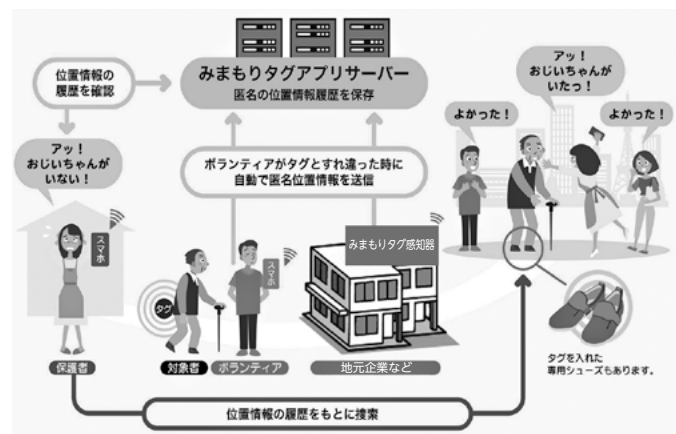 みまもりタグアプリサーバー
匿名の位置情報履歴を保存
位置情報の
履歴を確認
アッ！
おじいちゃんが
いない！
スマホ
保護者
ボランティアがタグとすれ違った時に
自動で匿名位置情報を送信
タグ
スマホ
対象者
ボランティア
みまもりタグ感知器
地元企業など
よかった！
アッ！
おじいちゃんが
いたっ！
よかった！
タグを入れた
専用シューズもあります。
位置情報の履歴をもとに捜索